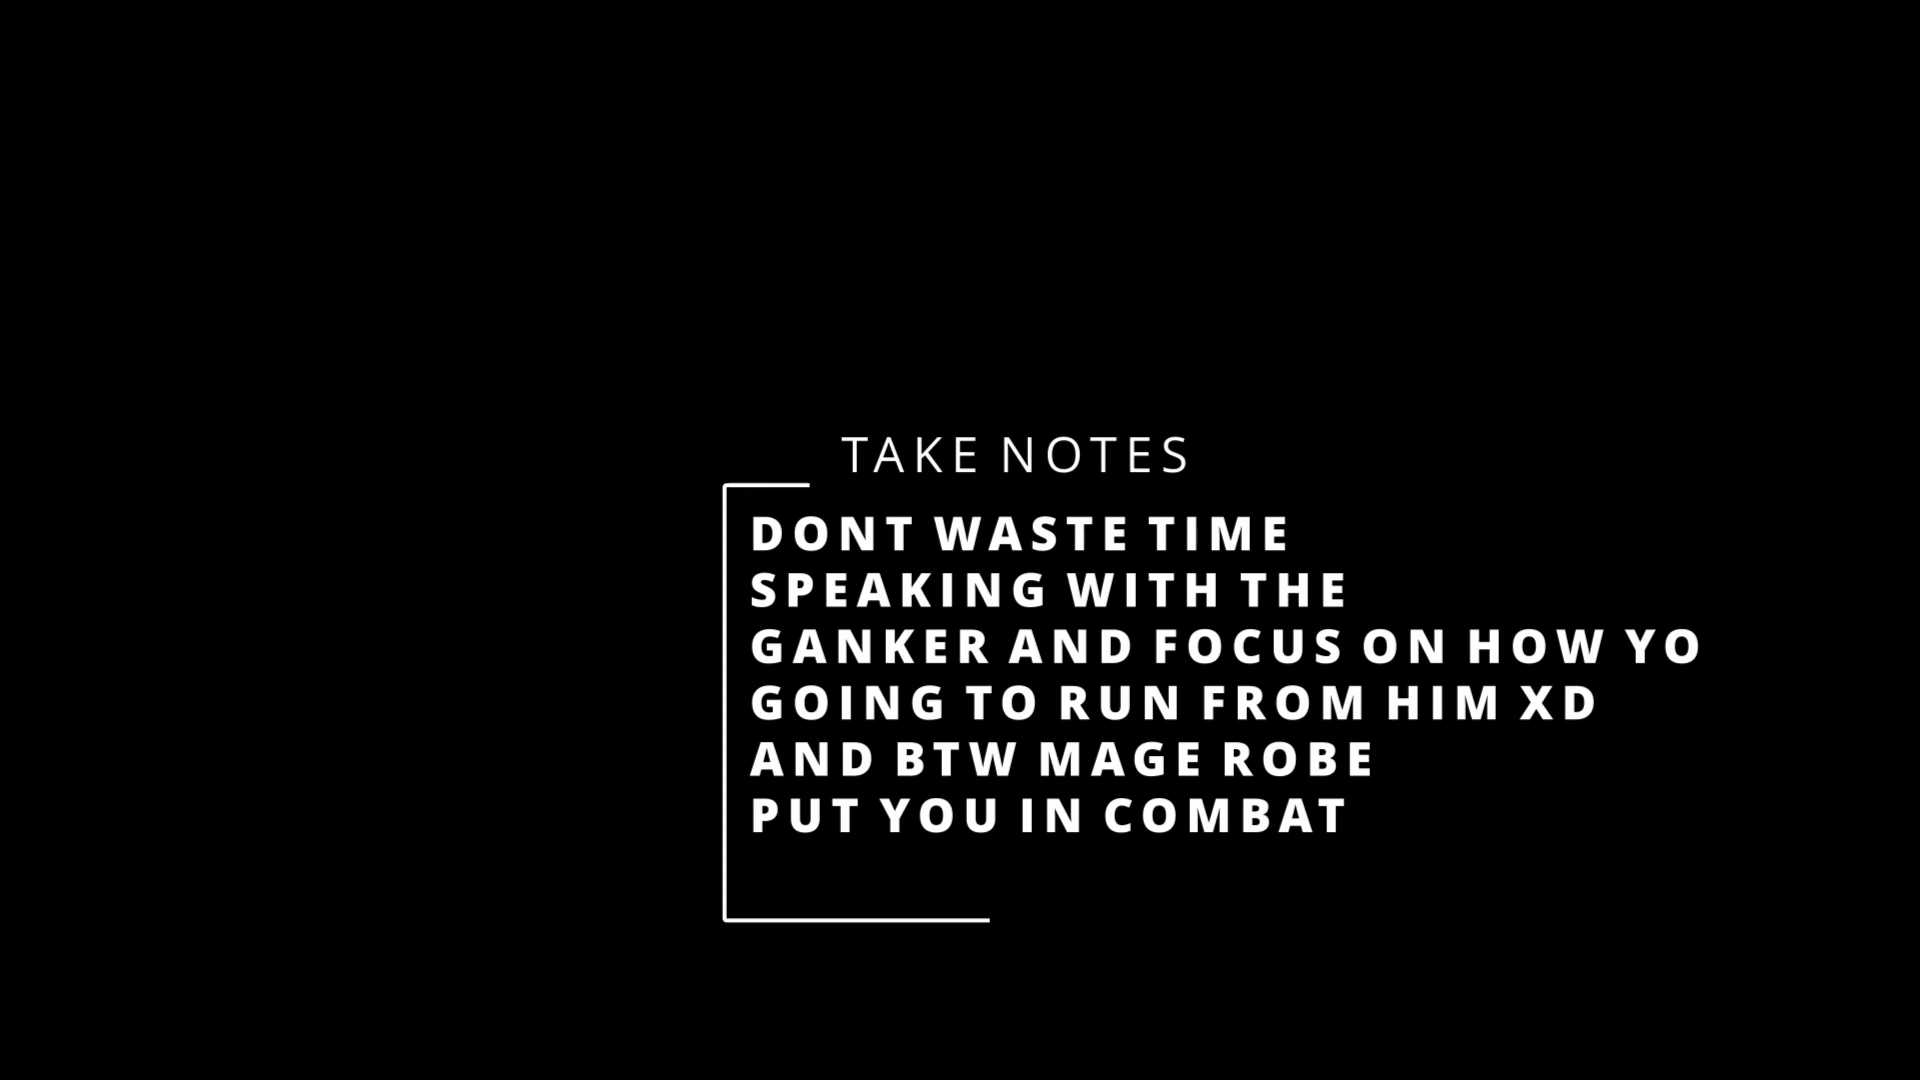 TAKE NOTES
DONT WASTE TIME
SPEAKING WITH THE
GANKER AND FOCUS ON HOW YO
GOING TO RUN FROM HIM XD
AND BTW MAGE ROBE
PUT YOU IN COMBAT